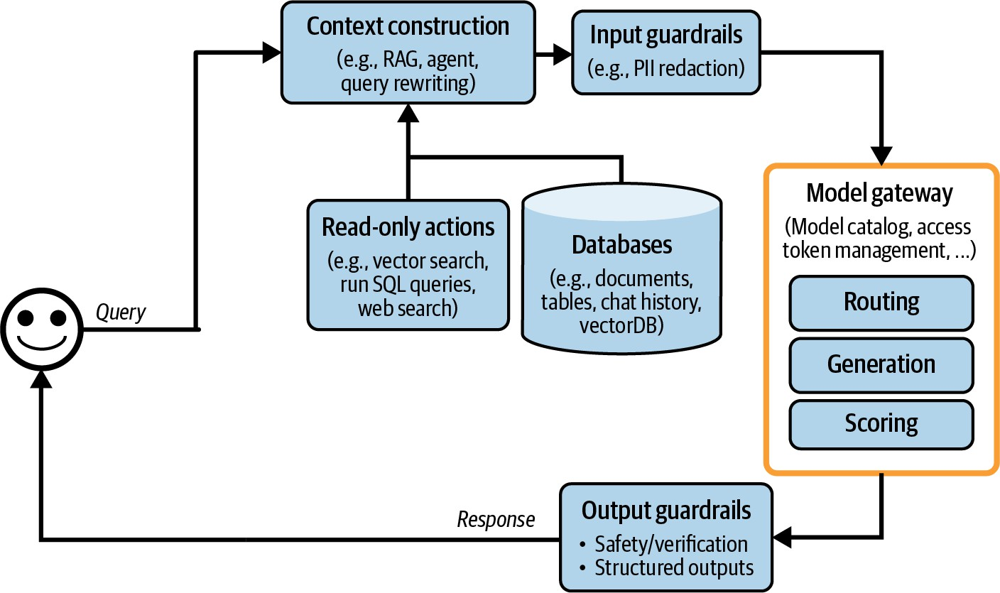 Context construction
(e.g., RAG, agent,
query rewriting)
Input guardrails
(e.g., PII redaction)
Read-only actions
(e.g., vector search,
run SQL queries,
web search)
Databases
(e.g., documents,
tables, chat history,
vectorDB)
Model gateway
(Model catalog, access
token management, ...)
Routing
Generation
Scoring
Query
Output guardrails
• Safety/verification
• Structured outputs
Response